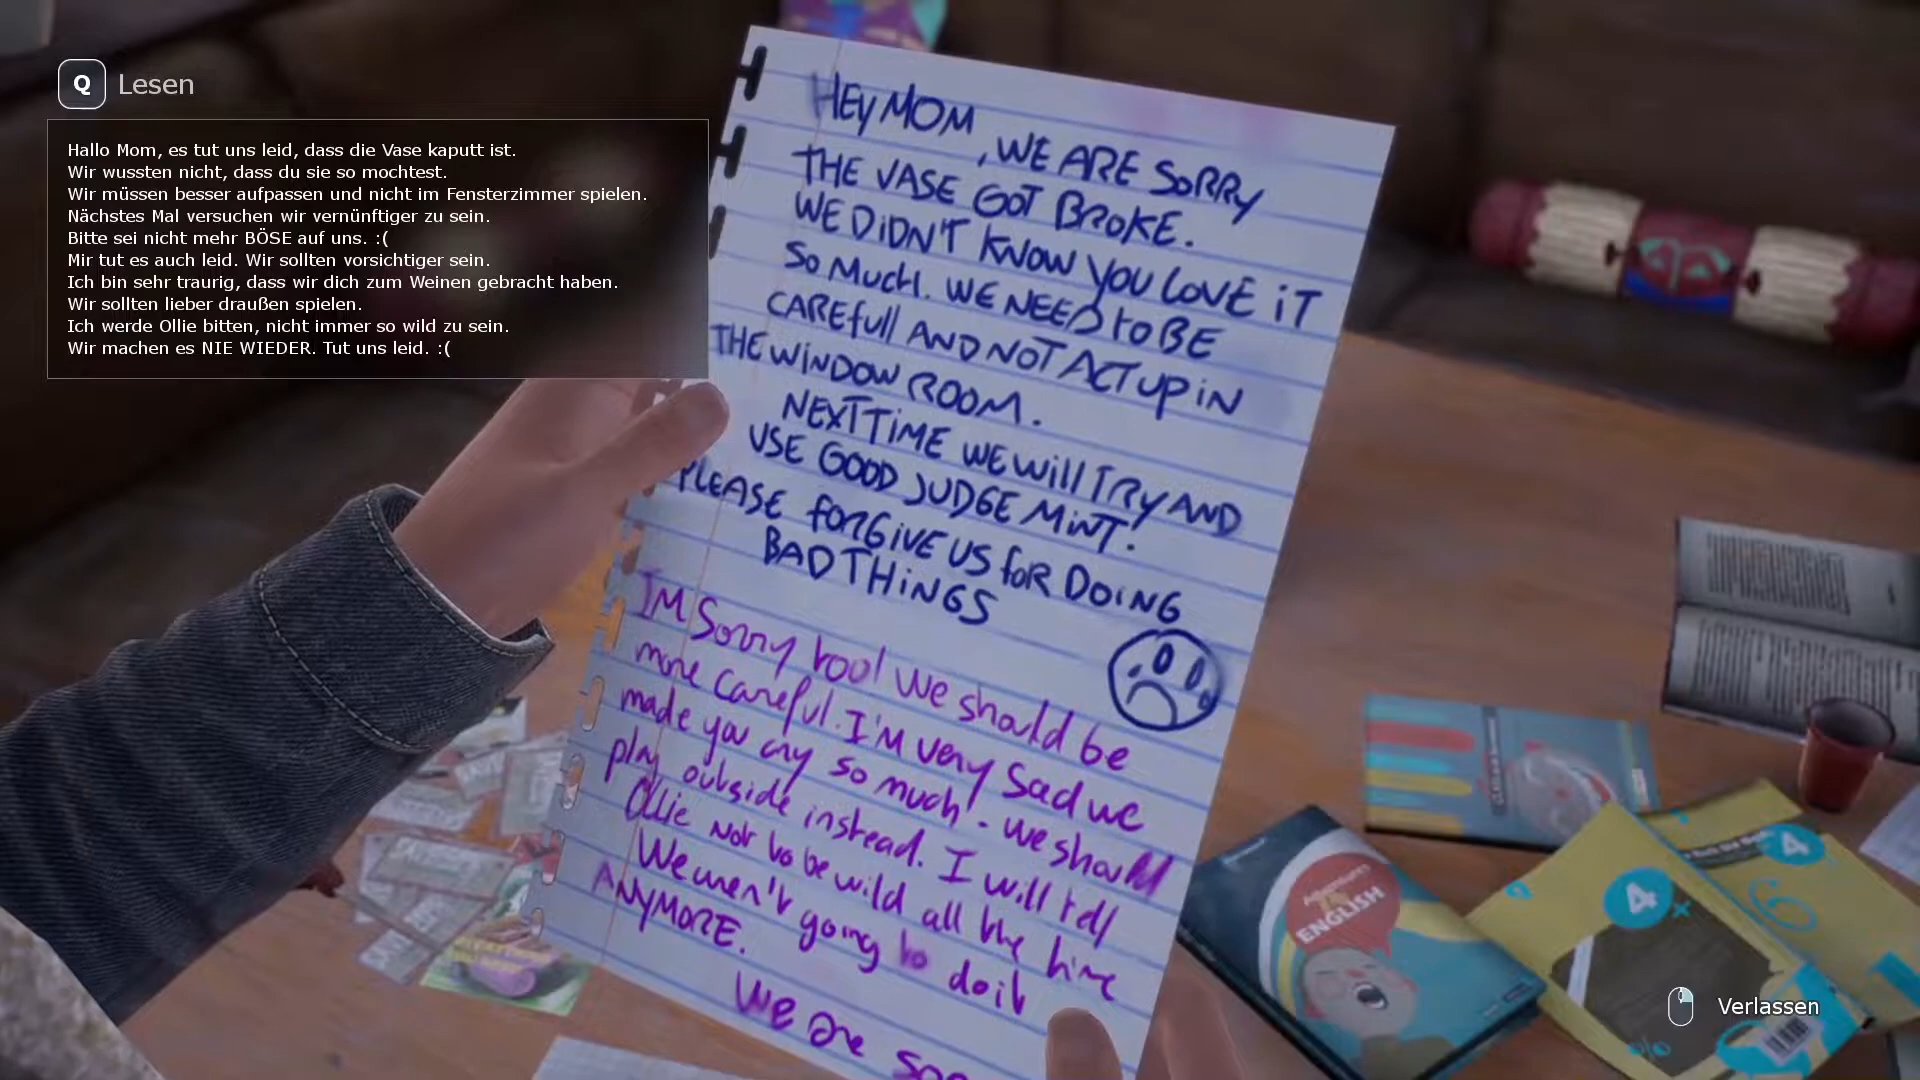 Q Lesen
Hallo Mom, es tut uns leid, dass die Vase kaputt ist.
Wir wussten nicht, dass du sie so mochtest.
Wir müssen besser aufpassen und nicht im Fensterzimmer spielen.
Nächstes Mal versuchen wir vernünftiger zu sein.
Bitte sei nicht mehr BÖSE auf uns. :(
Mir tut es auch leid. Wir sollten vorsichtiger sein.
Ich bin sehr traurig, dass wir dich zum Weinen gebracht haben.
Wir sollten lieber draußen spielen.
Ich werde Ollie bitten, nicht immer so wild zu sein.
Wir machen es NIE WIEDER. Tut uns leid. :(
HEY MOM
, WE ARE SORRY
THE VASE GOT BROKE.
WE DIDN'T KNOW YOU LOVE IT
SO MUCH. WE NEED TO BE
CAREfull AND NOT ACT UP IN
THE WINDOW ROOM.
NEXT TIME WE Will TRY AND
USE GOOD JUDGE MINT.
PLEASE FORGIVE US FOR DOING
BAD THINGS
I'M Sorry too! We should be
more careful. I'M very sad we
made you cry so much! - We should
play outside instead. I will tell
Ollie not to be wild all the time
We weren't going to do it
ANYMORE.
We are
Adventures
ENGLISH
4
4
Verlassen